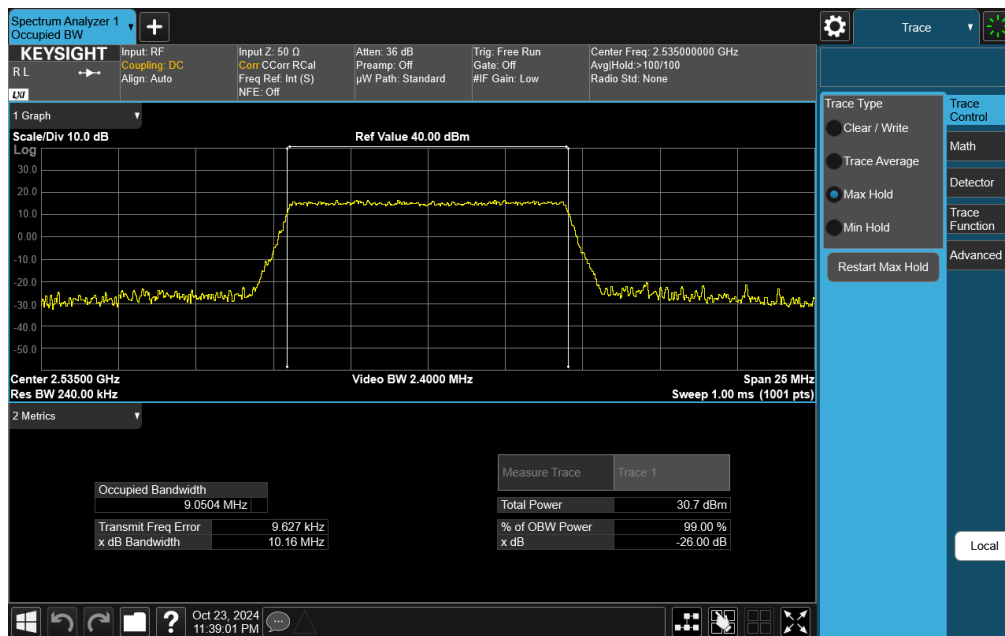 Spectrum Analyzer 1
Occupied BW
Trace
KEYSIGHT
R L
LXI
Input: RF
Coupling: DC
Align: Auto
Input Z: 50 Ω
Corr CCorr RCal
Freq Ref: Int (S)
NFE: Off
Atten: 36 dB
Preamp: Off
µW Path: Standard
Trig: Free Run
Gate: Off
#IF Gain: Low
Center Freq: 2.535000000 GHz
Avg|Hold:>100/100
Radio Std: None
1 Graph
Scale/Div 10.0 dB
Ref Value 40.00 dBm
Log
30.0
20.0
10.0
0.00
-10.0
-20.0
-30.0
-40.0
-50.0
Center 2.53500 GHz
Video BW 2.4000 MHz
Span 25 MHz
Res BW 240.00 kHz
Sweep 1.00 ms (1001 pts)
2 Metrics
Measure Trace
Trace 1
Occupied Bandwidth
9.0504 MHz
Total Power
30.7 dBm
Transmit Freq Error
9.627 kHz
% of OBW Power
99.00 %
x dB Bandwidth
10.16 MHz
x dB
-26.00 dB
Trace Type
Clear / Write
Trace Average
Max Hold
Min Hold
Restart Max Hold
Trace
Control
Math
Detector
Trace
Function
Advanced
Local
Oct 23, 2024
11:39:01 PM